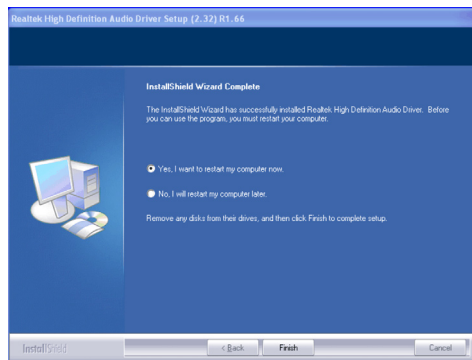 Realtek High Definition Audio Driver Setup (2.32) R1.66
InstallShield Wizard Complete
The InstallShield Wizard has successfully installed Realtek High Definition Audio Driver. Before
you can use the program, you must restart your computer.
Yes, I want to restart my computer now.
No, I will restart my computer later.
Remove any disks from their drives, and then click Finish to complete setup.
InstallShield
< Back
Finish
Cancel